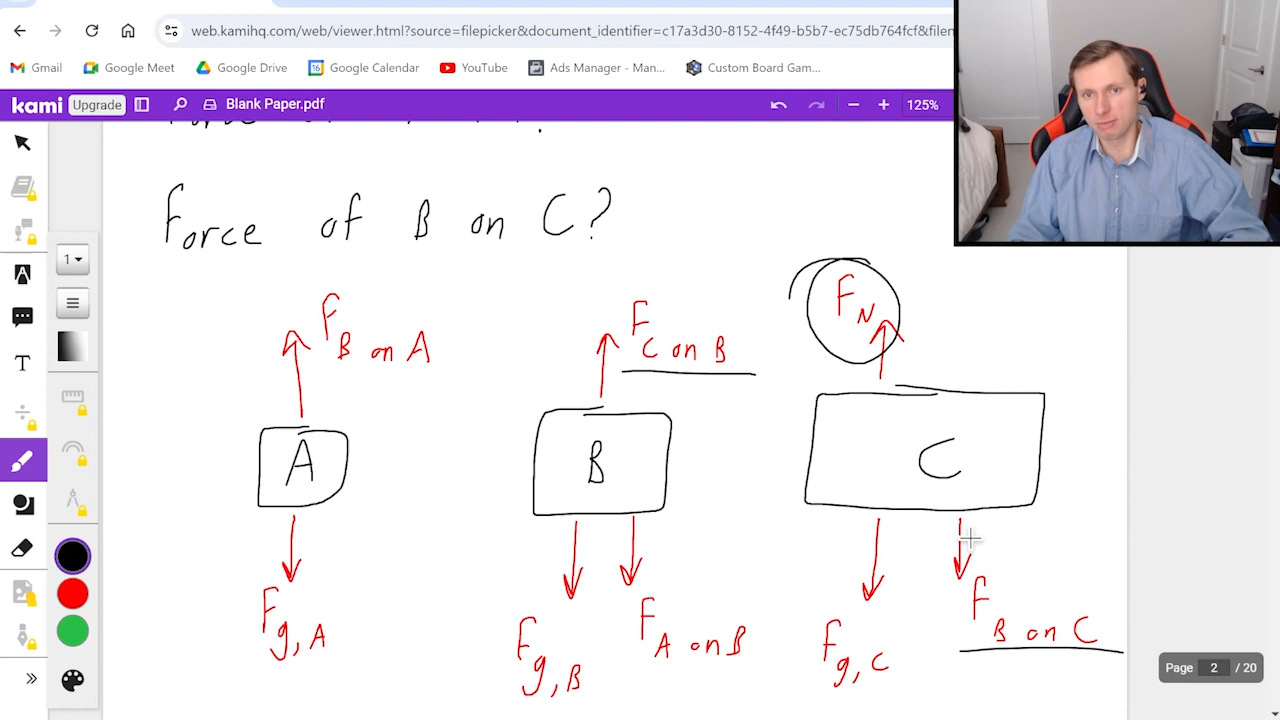 web.kamihq.com/web/viewer.html?source=filepicker&document_identifier=c17a3d30-8152-4f49-b5b7-ec75db764fcf&filen
Gmail Google Meet Google Drive 16 Google Calendar YouTube Ads Manager - Man... Custom Board Gam...
kami Upgrade Blank Paper.pdf 125%
Force of B on C?
F B on A
F C on B
F N
A
B
C
F g, A
F g, B
F A on B
F g, C
F B on C
1
Page 2 / 20